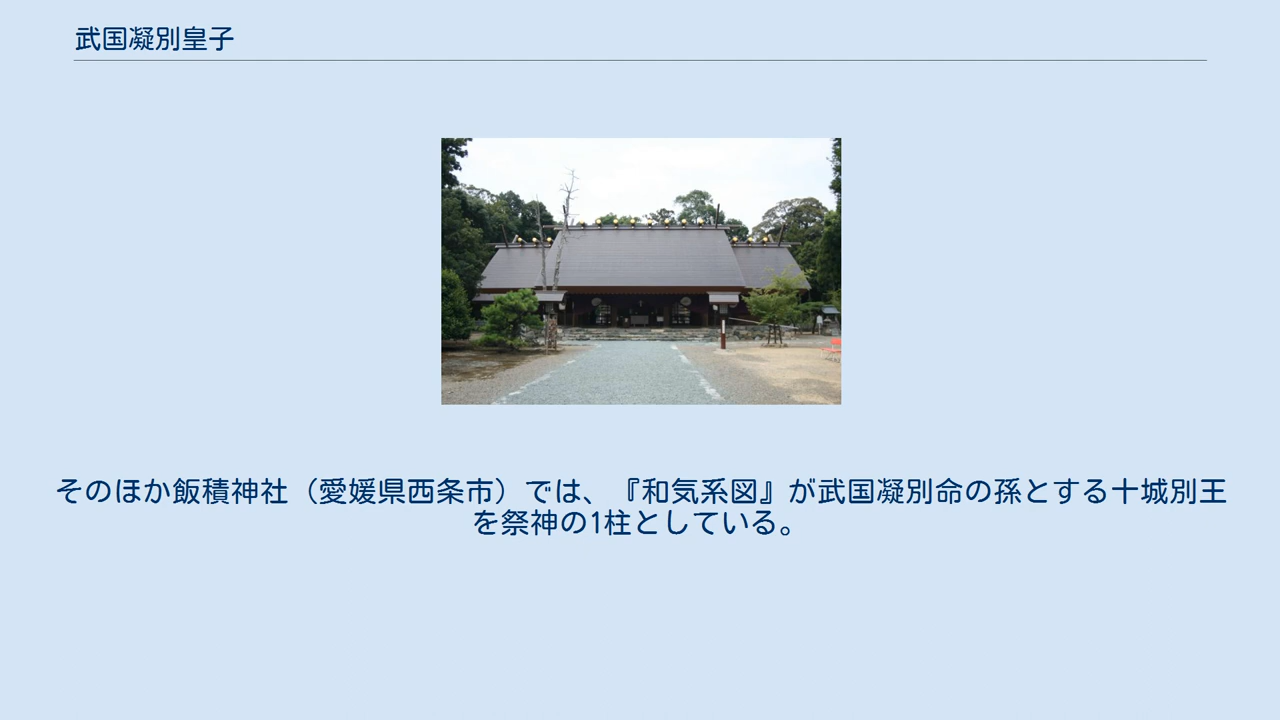 武国凝別皇子
そのほか飯積神社（愛媛県西条市）では、『和気系図』が武国凝別命の孫とする十城別王
を祭神の1柱としている。